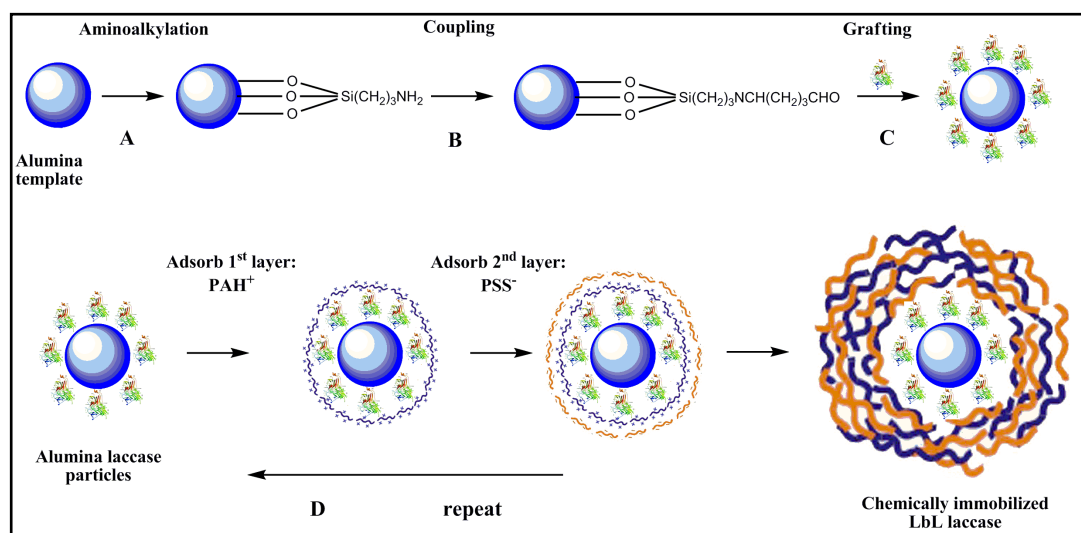 Aminoalkylation
Coupling
Grafting
O
O
O
Si(CH₂)₃NH₂
O
O
O
Si(CH₂)₃NCH(CH₂)₃CHO
A
B
C
Alumina
template
Adsorb 1ˢᵗ layer:
PAH⁺
Adsorb 2ⁿᵈ layer:
PSS⁻
Alumina laccase
particles
D
repeat
Chemically immobilized
LbL laccase